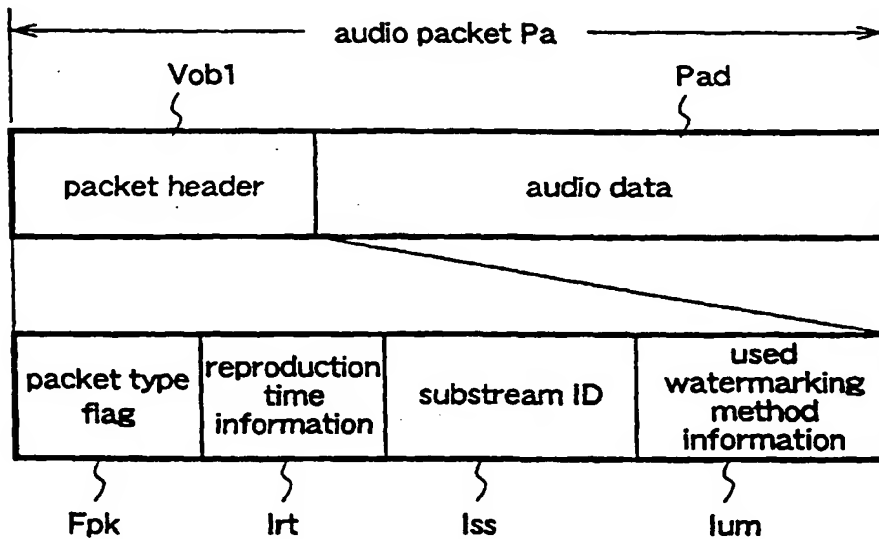 audio packet Pa
Vob1
Pad
packet header
audio data
packet type
flag
reproduction
time
information
substream ID
used
watermarking
method
information
Fpk
Irt
Iss
Ium